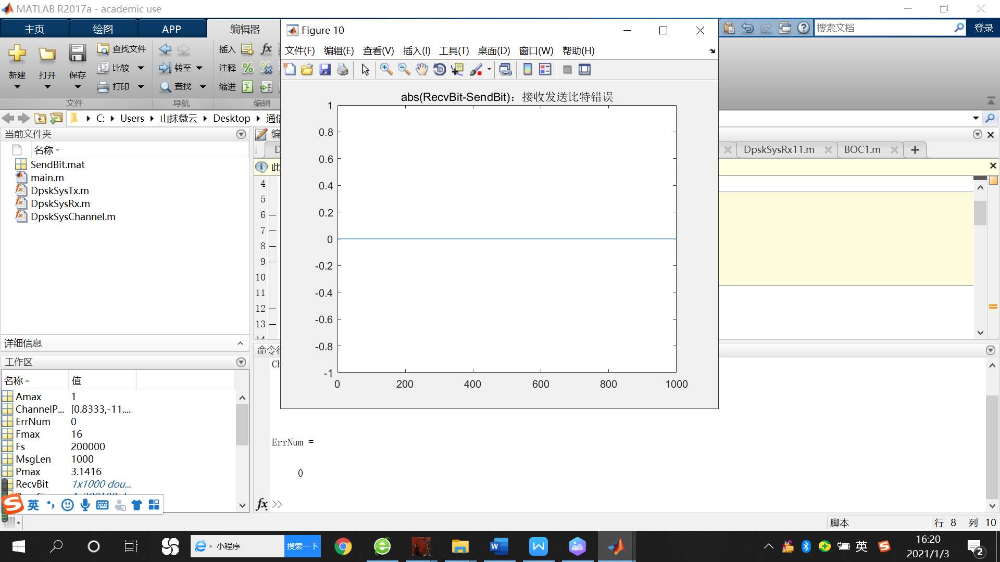 MATLAB R2017a - academic use
主页
绘图
APP
编辑器
搜索文档
登录
新建
打开
保存
查找文件
比较
打印
文件
转至
查找
导航
插入
注释
缩进
编辑
fx
Figure 10
文件(F) 编辑(E) 查看(V) 插入(I) 工具(T) 桌面(D) 窗口(W) 帮助(H)
abs(RecvBit-SendBit)：接收发送比特错误
1
0.8
0.6
0.4
0.2
0
-0.2
-0.4
-0.6
-0.8
-1
0 200 400 600 800 1000
C: Users 山抹微云 Desktop 通信
当前文件夹
名称
SendBit.mat
main.m
DpskSysTx.m
DpskSysRx.m
DpskSysChannel.m
详细信息
工作区
名称 值
Amax 1
ChannelP... [0.8333,-11....
ErrNum 0
Fmax 16
Fs 200000
MsgLen 1000
Pmax 3.1416
RecvBit 1x1000 dou...
编
D
DpskSysRx11.m
BOC1.m
此
4
5
6
7
8
9
10
11
12
13
14
命令行
Ch
ErrNum =
0
fx >>
英
脚本
行 8 列 10
小程序
搜索一下
英
16:20
2021/1/3
2